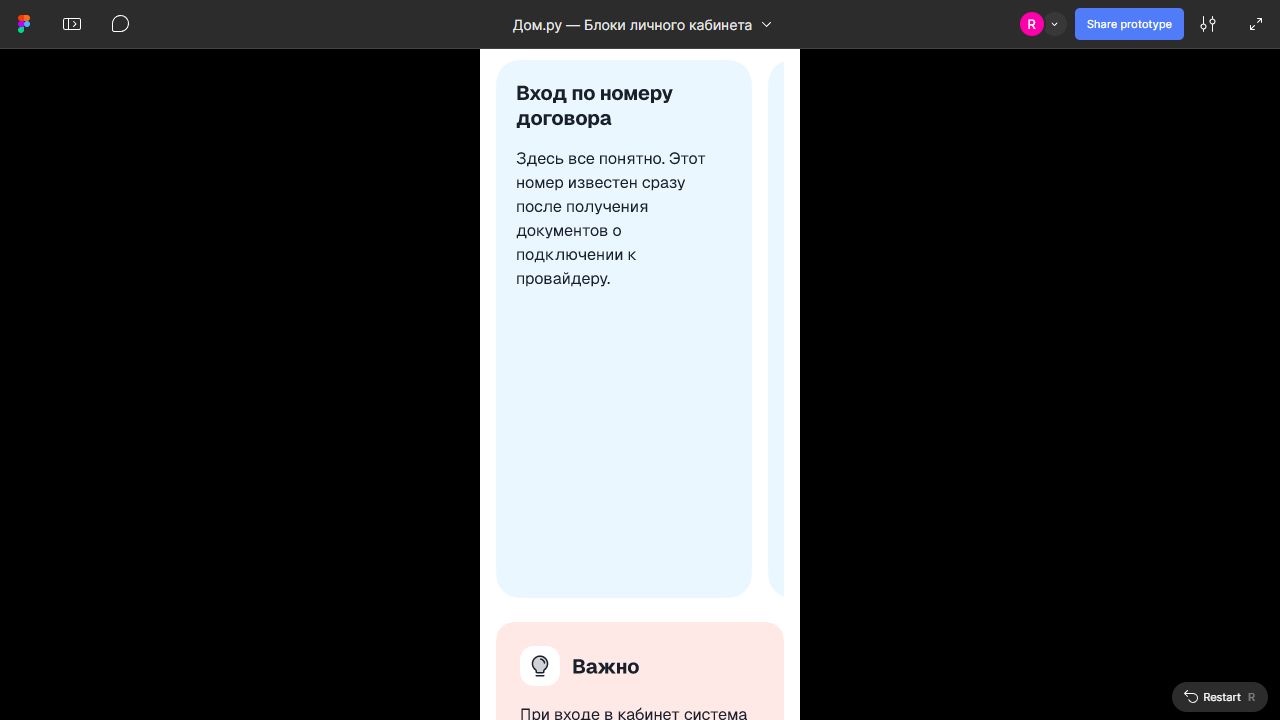 Дом.ру — Блоки личного кабинета
R
Share prototype
Вход по номеру
договора
Здесь все понятно. Этот
номер известен сразу
после получения
документов о
подключении к
провайдеру.
Важно
При входе в кабинет система
Restart R